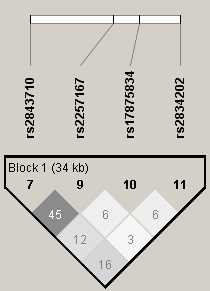 rs2843710
rs2257167
rs17875834
rs2834202
Block 1 (34 kb)
7 9 10 11
45 6 6
12 3
16